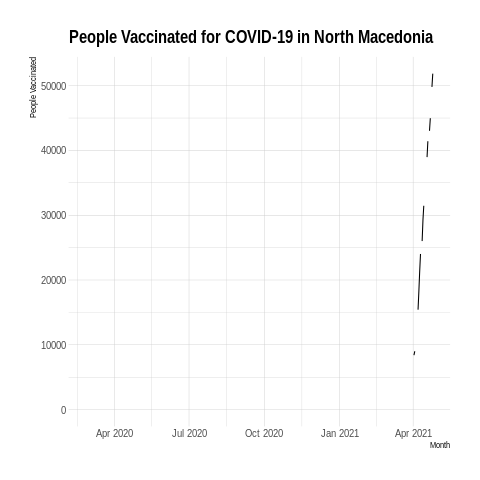 People Vaccinated for COVID-19 in North Macedonia
People Vaccinated
50000
40000
30000
20000
10000
0
Apr 2020 Jul 2020 Oct 2020 Jan 2021 Apr 2021
Month